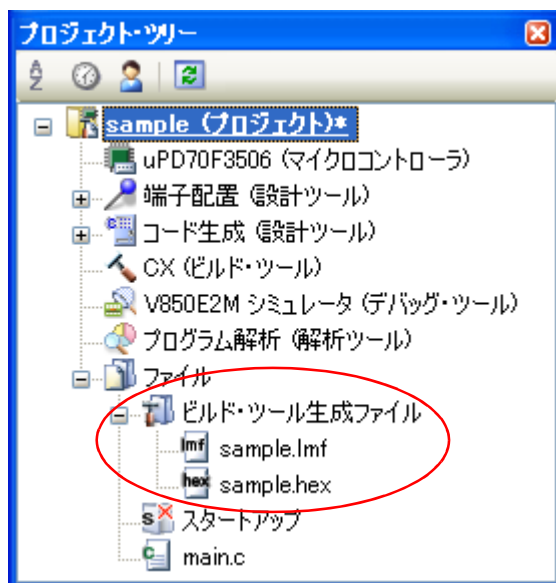 プロジェクト・ツリー
sample (プロジェクト)*
uPD70F3506 (マイクロコントローラ)
端子配置 (設計ツール)
コード生成 (設計ツール)
CX (ビルド・ツール)
V850E2M シミュレータ (デバッグ・ツール)
プログラム解析 (解析ツール)
ファイル
ビルド・ツール生成ファイル
lmf sample.lmf
hex sample.hex
S スタートアップ
C main.c